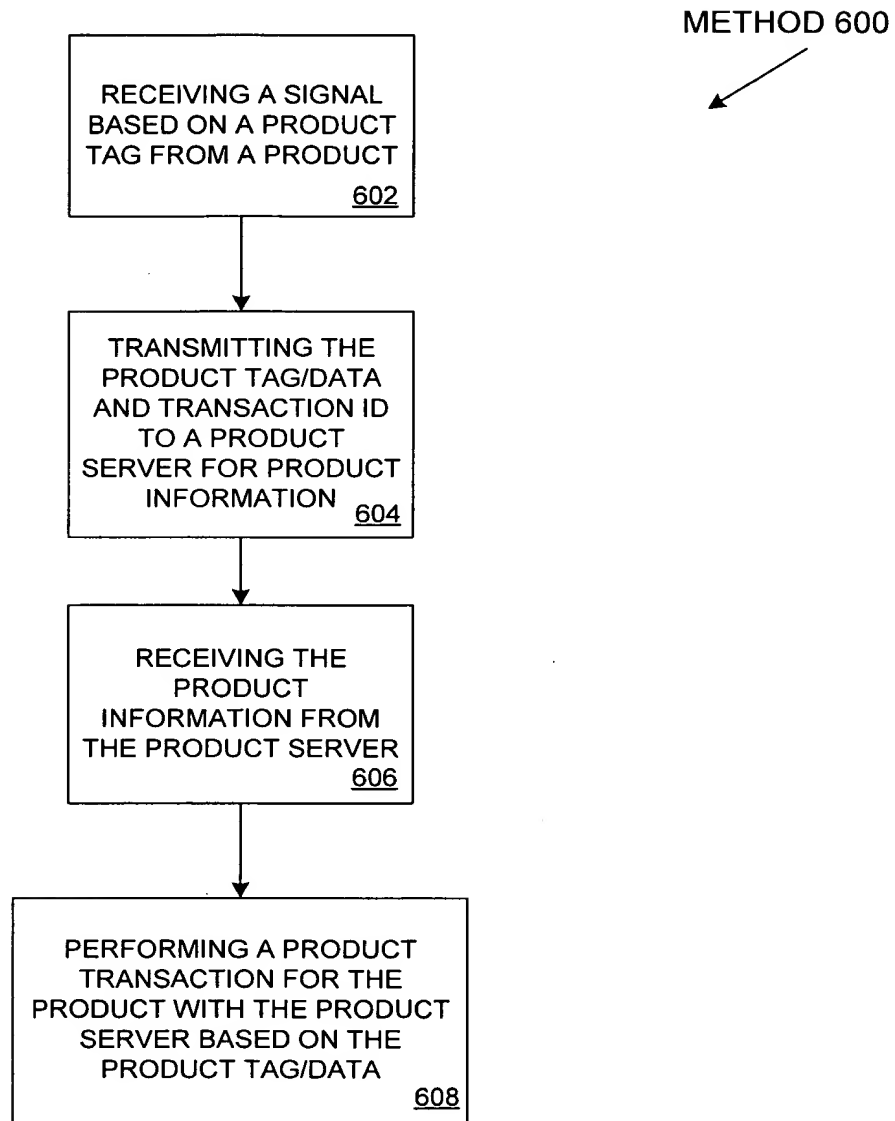 METHOD 600
RECEIVING A SIGNAL
BASED ON A PRODUCT
TAG FROM A PRODUCT
602
TRANSMITTING THE
PRODUCT TAG/DATA
AND TRANSACTION ID
TO A PRODUCT
SERVER FOR PRODUCT
INFORMATION
604
RECEIVING THE
PRODUCT
INFORMATION FROM
THE PRODUCT SERVER
606
PERFORMING A PRODUCT
TRANSACTION FOR THE
PRODUCT WITH THE PRODUCT
SERVER BASED ON THE
PRODUCT TAG/DATA
608